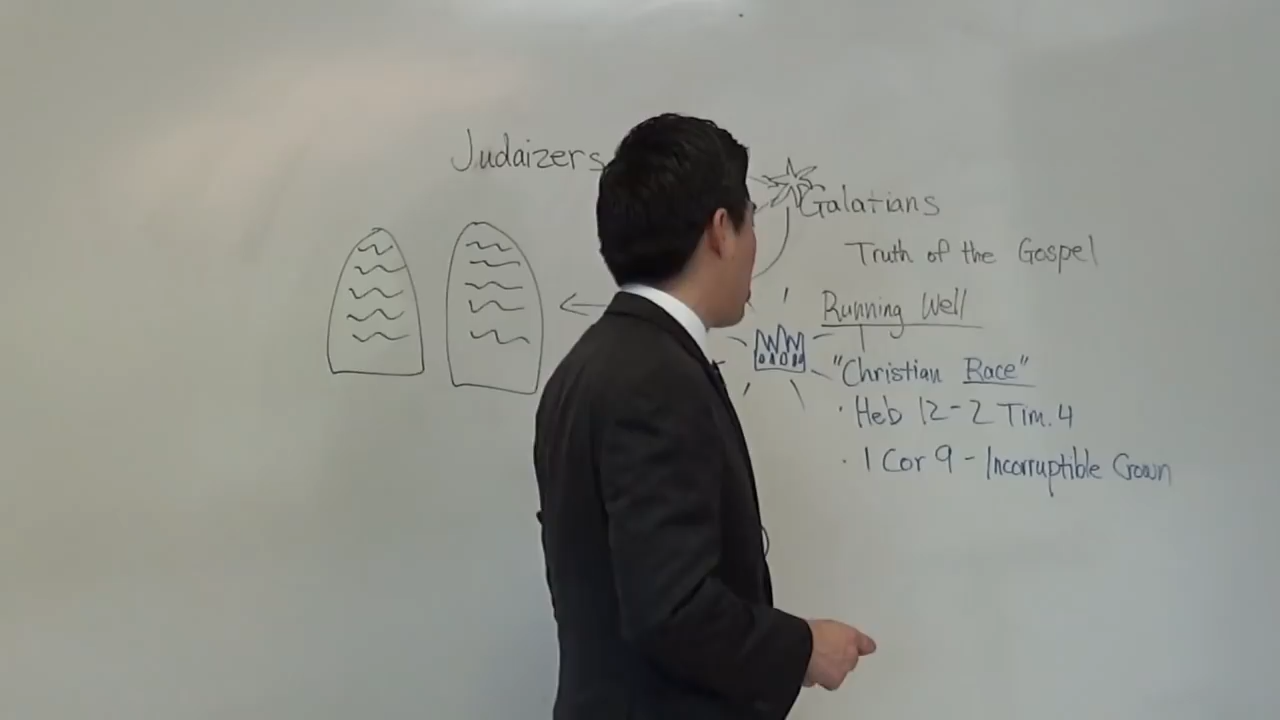 Judaizers
Galatians
Truth of the Gospel
Running Well
"Christian Race"
· Heb 12 - 2 Tim. 4
· 1 Cor 9 - Incorruptible Crown